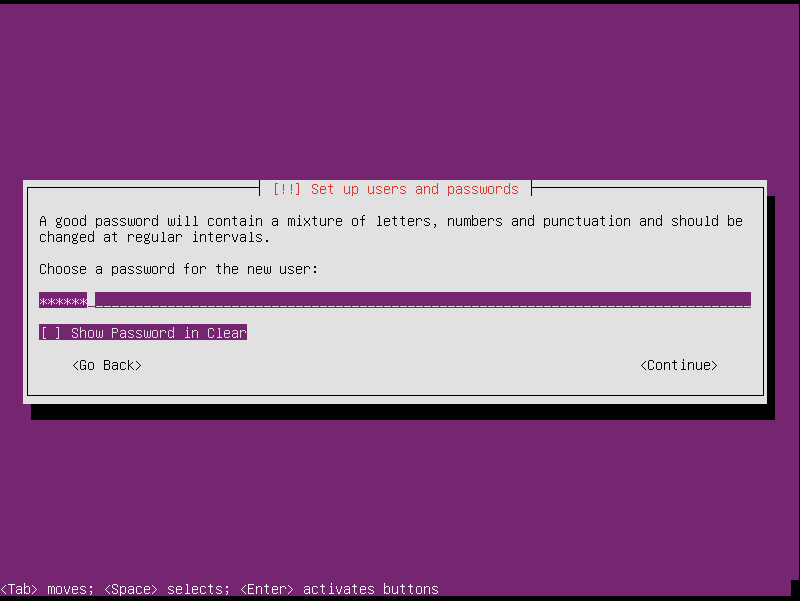 [!!] Set up users and passwords
A good password will contain a mixture of letters, numbers and punctuation and should be
changed at regular intervals.
Choose a password for the new user:
******
[ ] Show Password in Clear
<Go Back> <Continue>
<Tab> moves; <Space> selects; <Enter> activates buttons